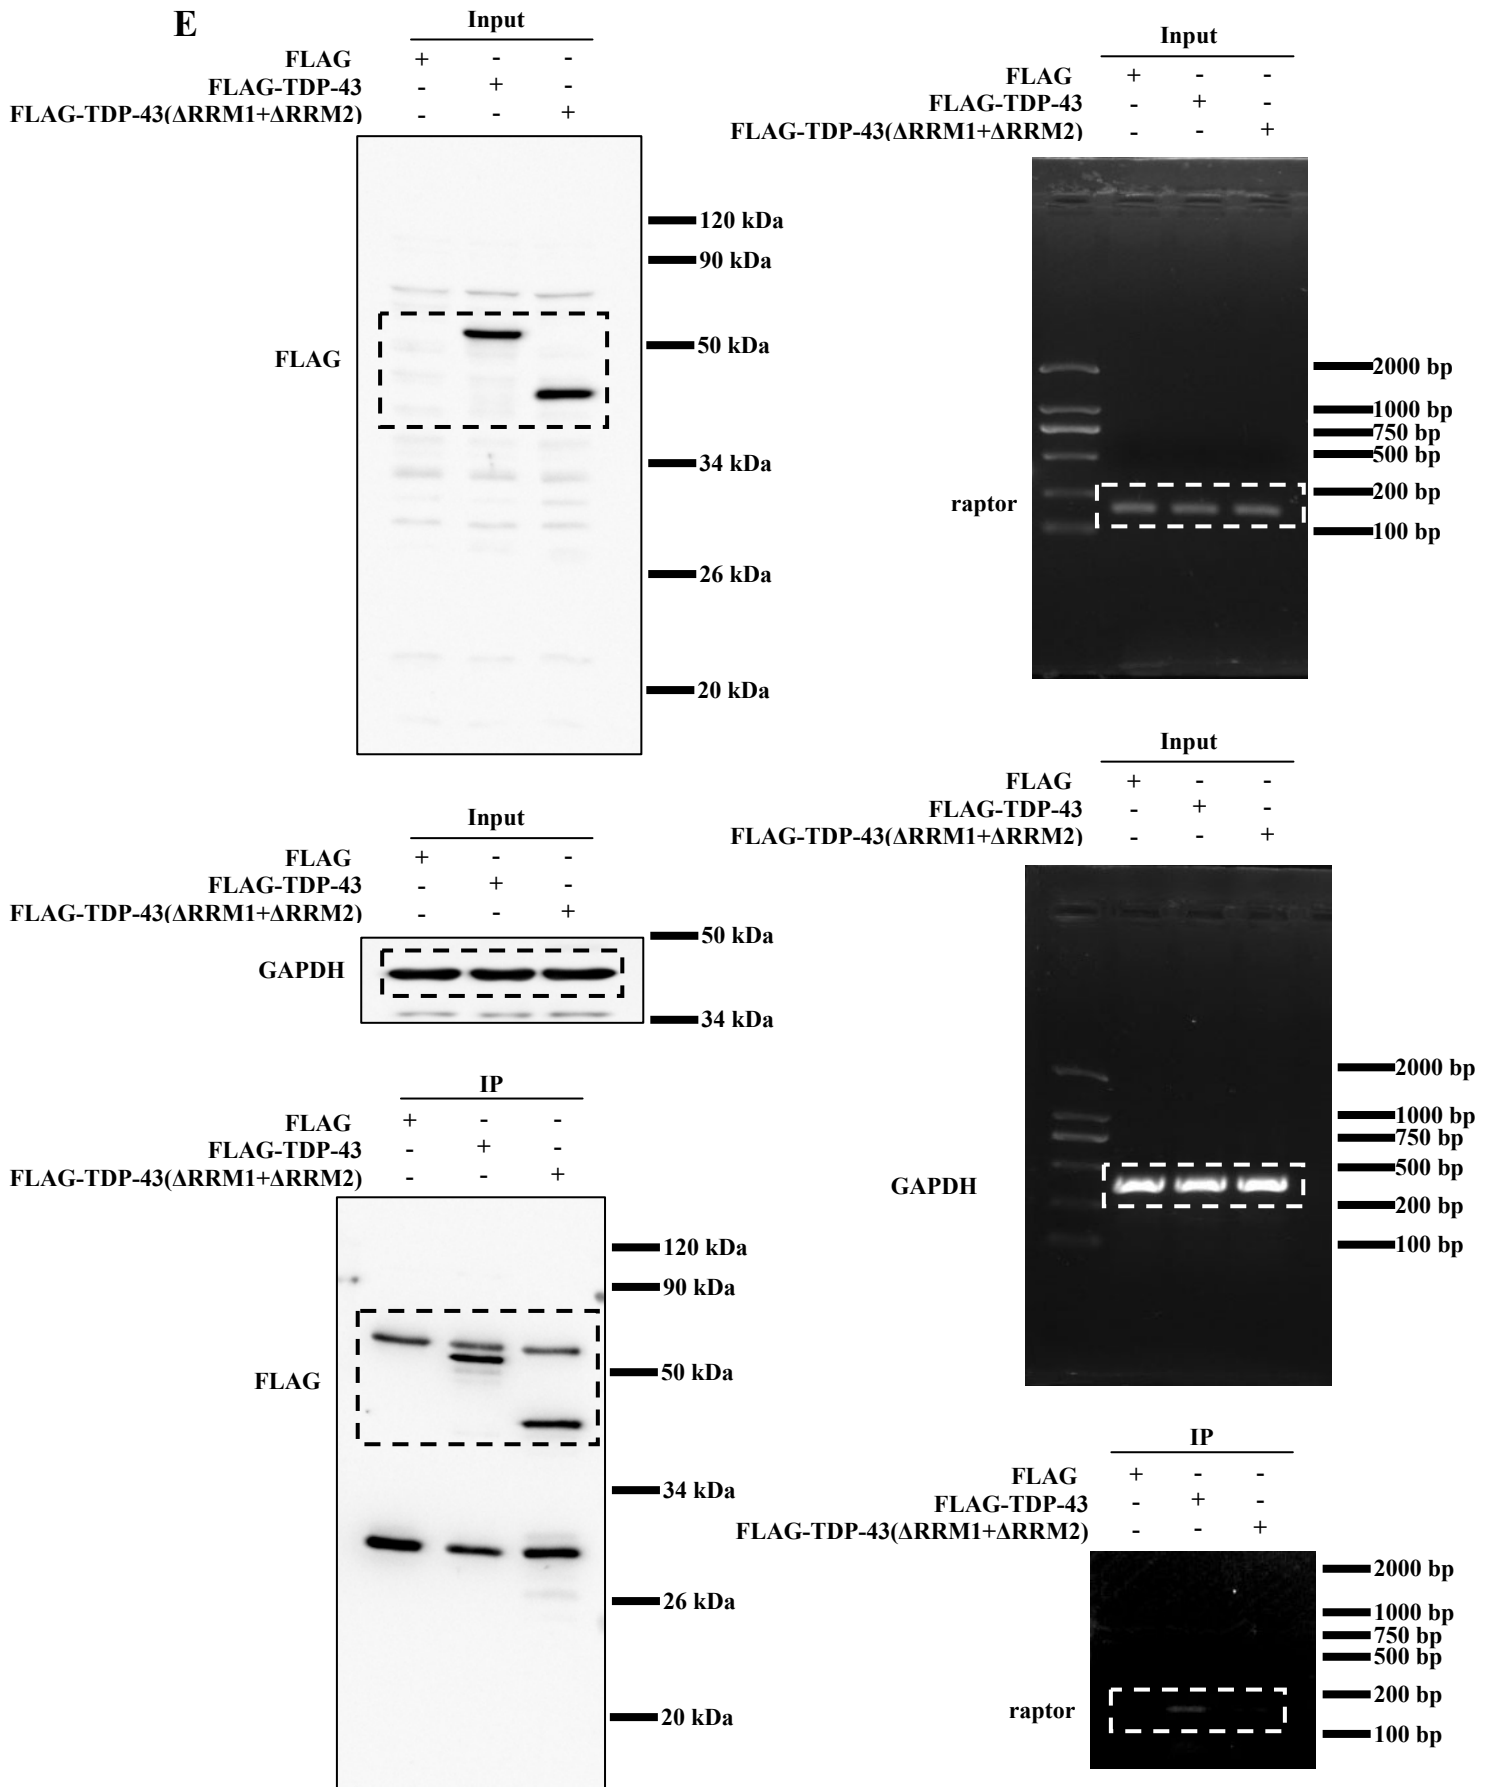 E
Input
FLAG + - -
FLAG-TDP-43 - + -
FLAG-TDP-43(ΔRRM1+ΔRRM2) - - +
120 kDa
90 kDa
FLAG
50 kDa
34 kDa
26 kDa
20 kDa
Input
FLAG + - -
FLAG-TDP-43 - + -
FLAG-TDP-43(ΔRRM1+ΔRRM2) - - +
50 kDa
GAPDH
34 kDa
IP
FLAG + - -
FLAG-TDP-43 - + -
FLAG-TDP-43(ΔRRM1+ΔRRM2) - - +
120 kDa
90 kDa
FLAG
50 kDa
34 kDa
26 kDa
20 kDa
Input
FLAG + - -
FLAG-TDP-43 - + -
FLAG-TDP-43(ΔRRM1+ΔRRM2) - - +
2000 bp
1000 bp
750 bp
500 bp
200 bp
raptor
100 bp
Input
FLAG + - -
FLAG-TDP-43 - + -
FLAG-TDP-43(ΔRRM1+ΔRRM2) - - +
2000 bp
1000 bp
750 bp
500 bp
GAPDH
200 bp
100 bp
IP
FLAG + - -
FLAG-TDP-43 - + -
FLAG-TDP-43(ΔRRM1+ΔRRM2) - - +
2000 bp
1000 bp
750 bp
500 bp
200 bp
raptor
100 bp